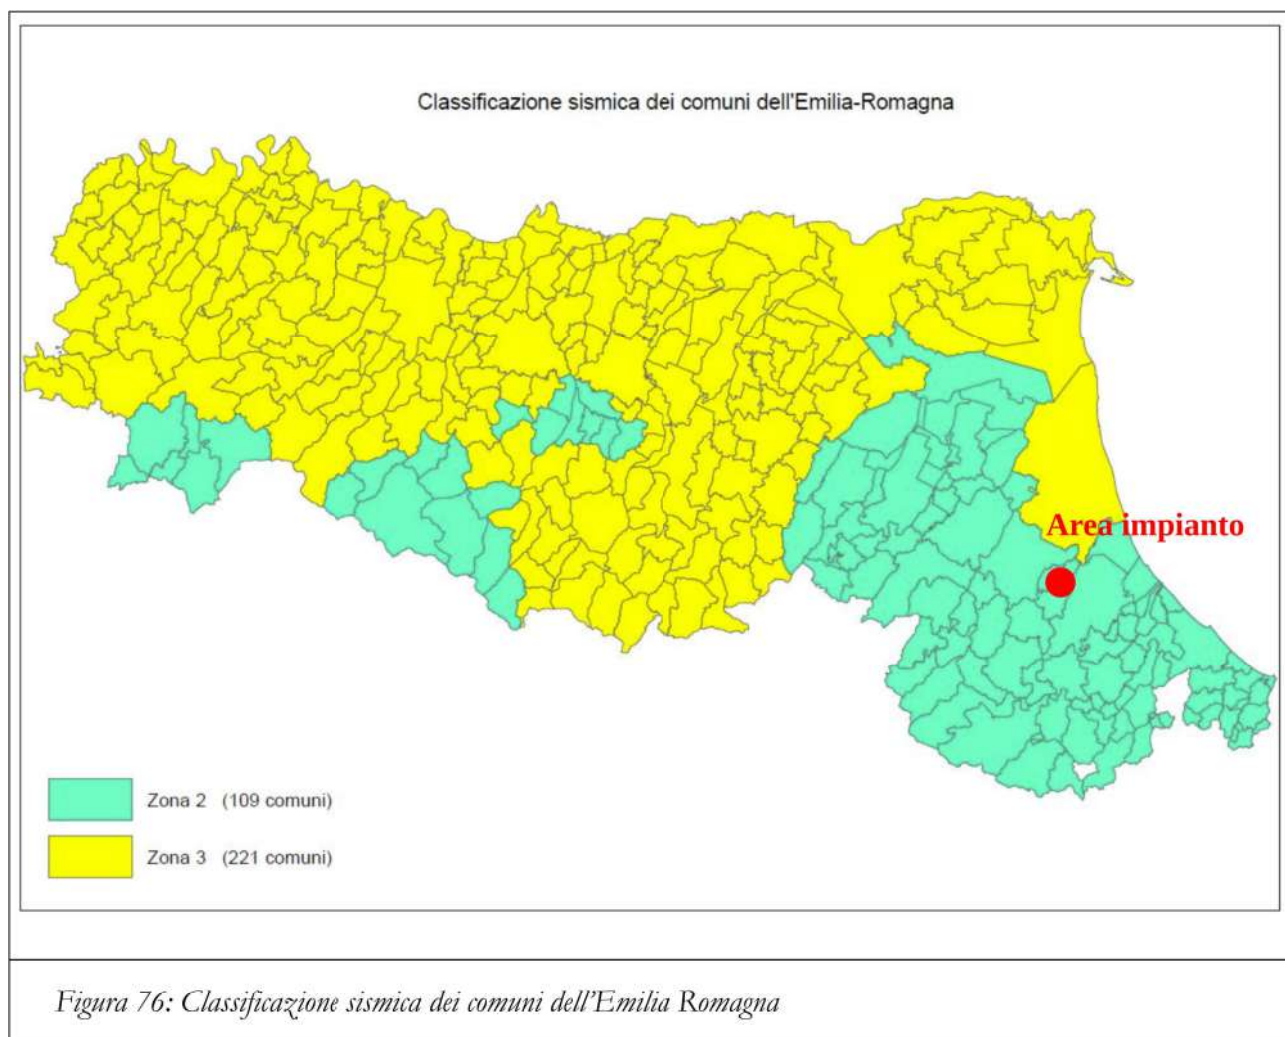 Classificazione sismica dei comuni dell'Emilia-Romagna
Area impianto
Zona 2 (109 comuni)
Zona 3 (221 comuni)
Figura 76: Classificazione sismica dei comuni dell'Emilia Romagna